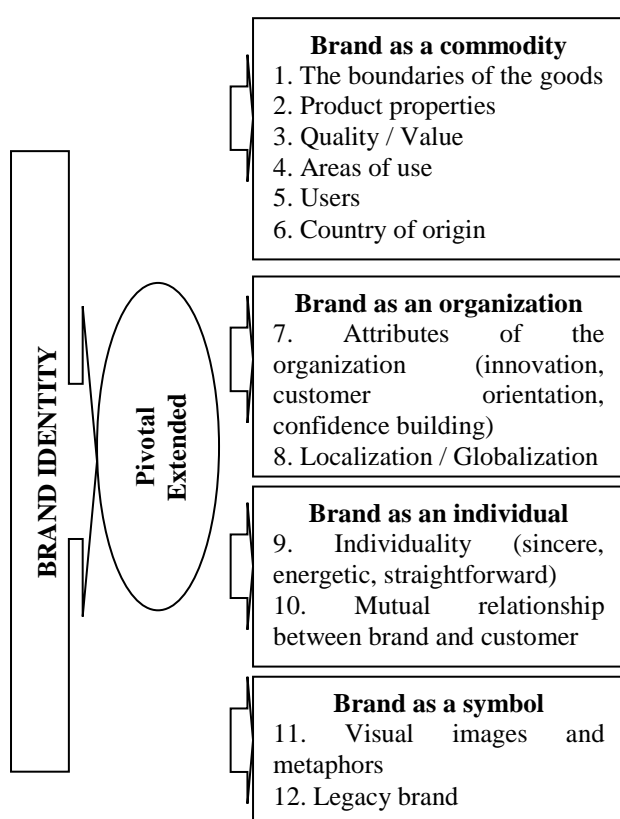 BRAND IDENTITY
Pivotal
Extended
Brand as a commodity
1. The boundaries of the goods
2. Product properties
3. Quality / Value
4. Areas of use
5. Users
6. Country of origin
Brand as an organization
7. Attributes of the
organization (innovation,
customer orientation,
confidence building)
8. Localization / Globalization
Brand as an individual
9. Individuality (sincere,
energetic, straightforward)
10. Mutual relationship
between brand and customer
Brand as a symbol
11. Visual images and
metaphors
12. Legacy brand